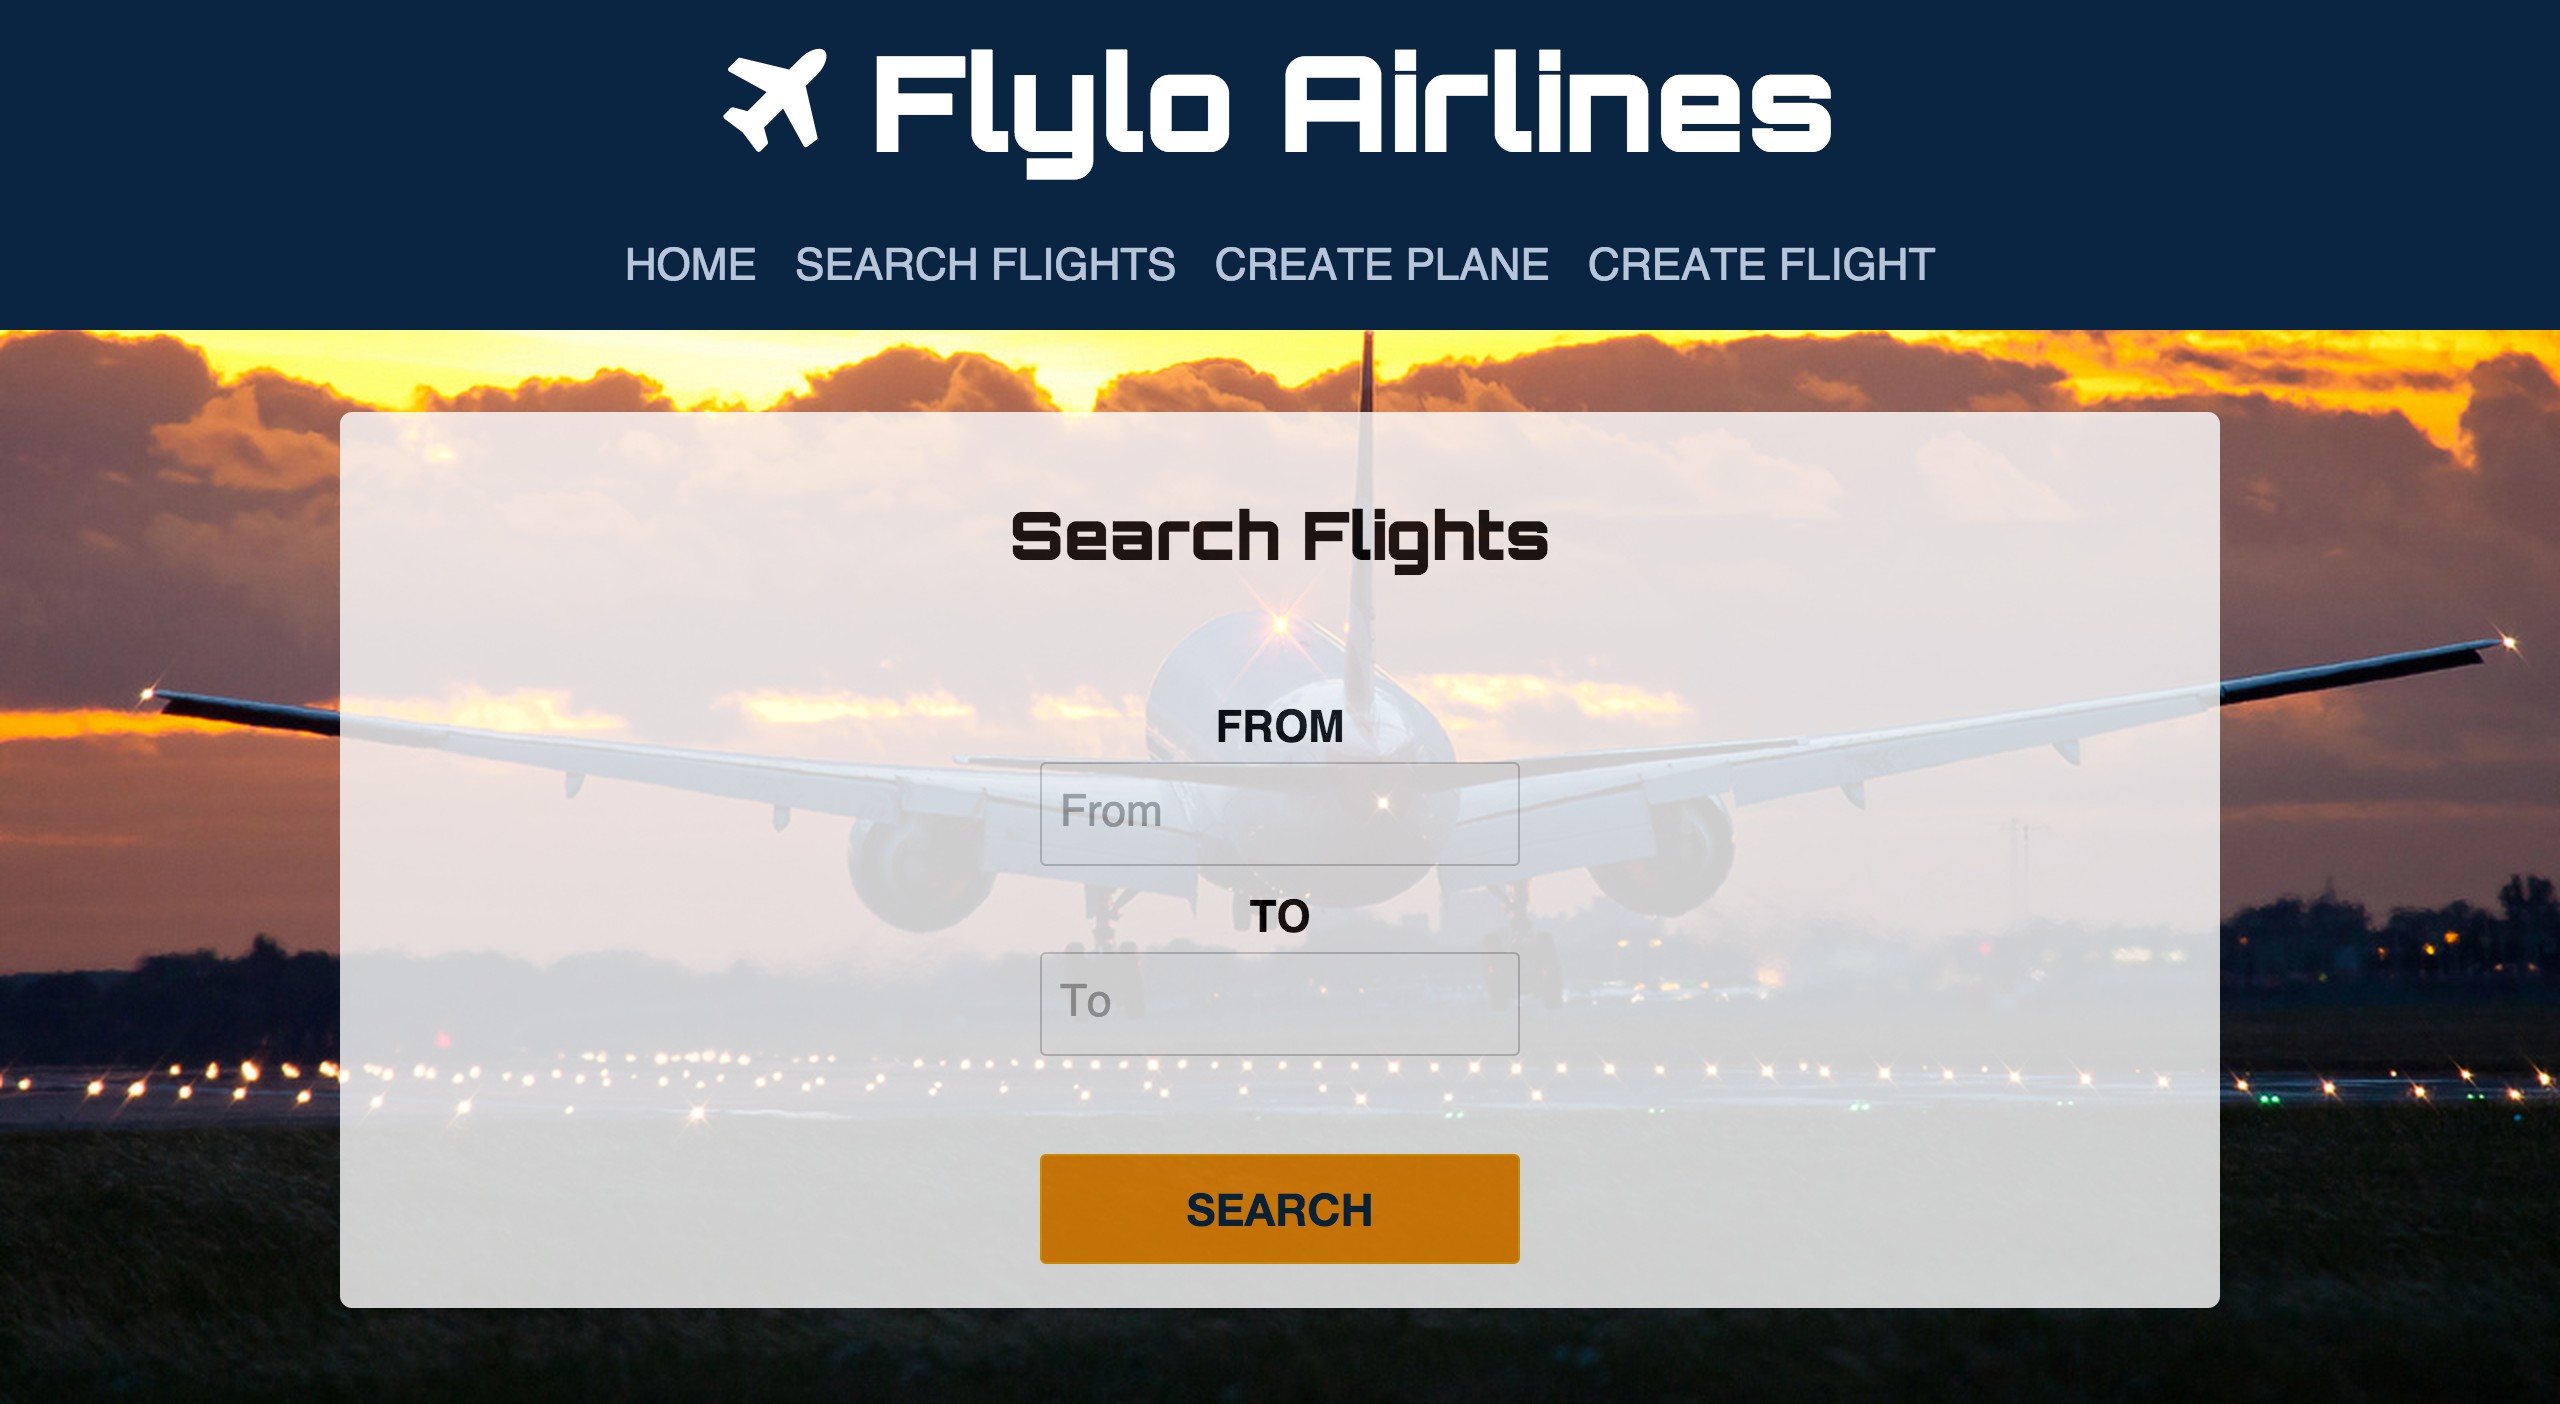 Flylo Airlines
HOME SEARCH FLIGHTS CREATE PLANE CREATE FLIGHT
Search Flights
FROM
From
TO
To
SEARCH